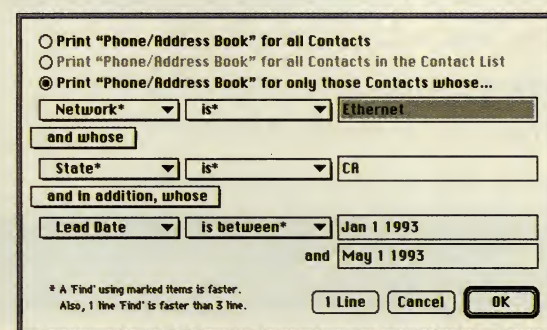 Print “Phone/Address Book” for all Contacts
Print “Phone/Address Book” for all Contacts in the Contact List
Print “Phone/Address Book” for only those Contacts whose...
Network* is* Ethernet
and whose
State* is* CA
and in addition, whose
Lead Date is between* Jan 1 1993
and May 1 1993
* A 'Find' using marked items is faster.
Also, 1 line 'Find' is faster than 3 line.
1 Line Cancel OK